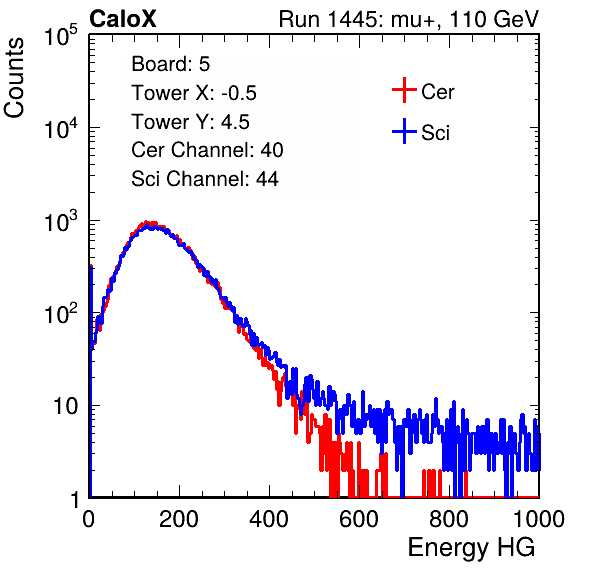 CaloX Run 1445: mu+, 110 GeV
Counts
Board: 5
Tower X: -0.5
Tower Y: 4.5
Cer Channel: 40
Sci Channel: 44
Cer
Sci
10^5
10^4
10^3
10^2
10
1
0 200 400 600 800 1000
Energy HG